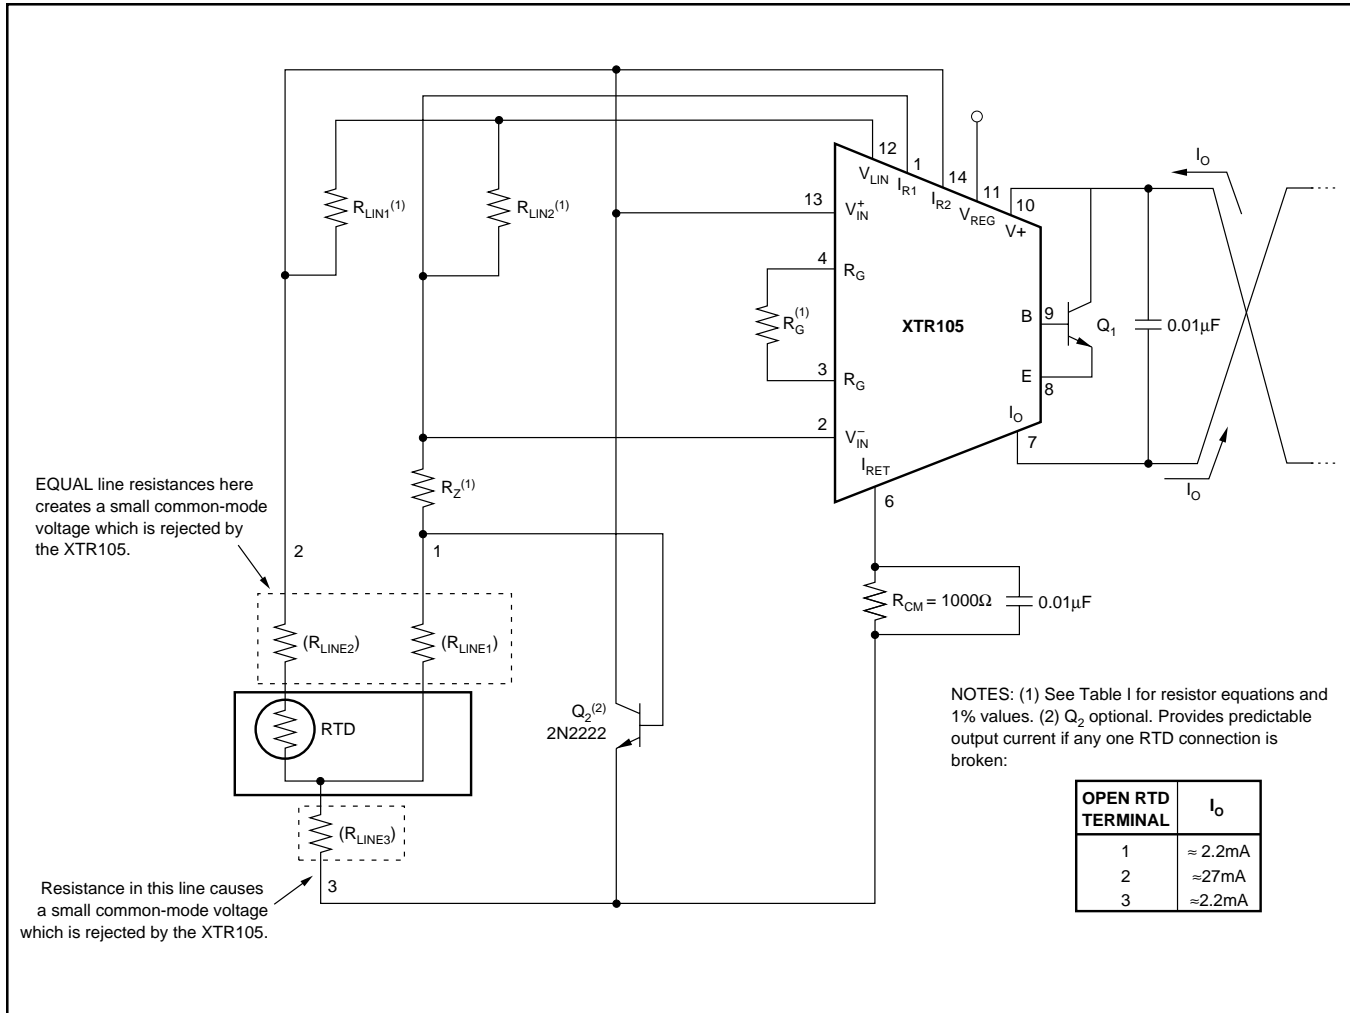 12
1
14
11
10
V_LIN
I_R1
I_R2
V_REG
V+
I_O
R_LIN1^(1)
R_LIN2^(1)
13
V_IN^+
4
R_G
R_G^(1)
XTR105
B
9
Q_1
0.01µF
3
R_G
E
8
I_O
7
2
V_IN^−
I_RET
6
I_O
R_Z^(1)
EQUAL line resistances here
creates a small common-mode
voltage which is rejected by
the XTR105.
2
1
R_CM = 1000Ω
0.01µF
(R_LINE2)
(R_LINE1)
RTD
Q_2^(2)
2N2222
(R_LINE3)
3
Resistance in this line causes
a small common-mode voltage
which is rejected by the XTR105.
NOTES: (1) See Table I for resistor equations and
1% values. (2) Q_2 optional. Provides predictable
output current if any one RTD connection is
broken:
OPEN RTD TERMINAL I_O
1 ≈ 2.2mA
2 ≈27mA
3 ≈2.2mA